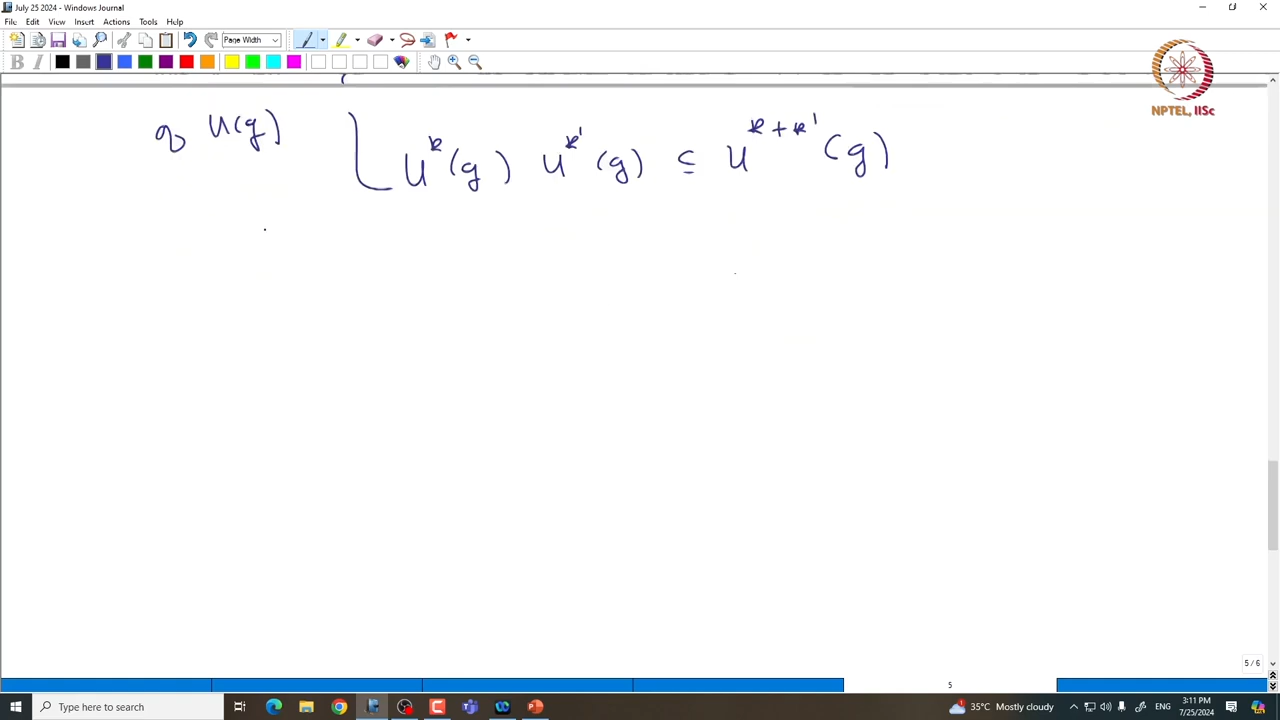 July 25 2024 - Windows Journal
File Edit View Insert Actions Tools Help
Page Width
B I
NPTEL, IISc
of U(g) U^k(g) U^k'(g) ⊆ U^k+k'(g)
5 / 6
5
Type here to search
35°C Mostly cloudy
ENG
3:11 PM
7/25/2024